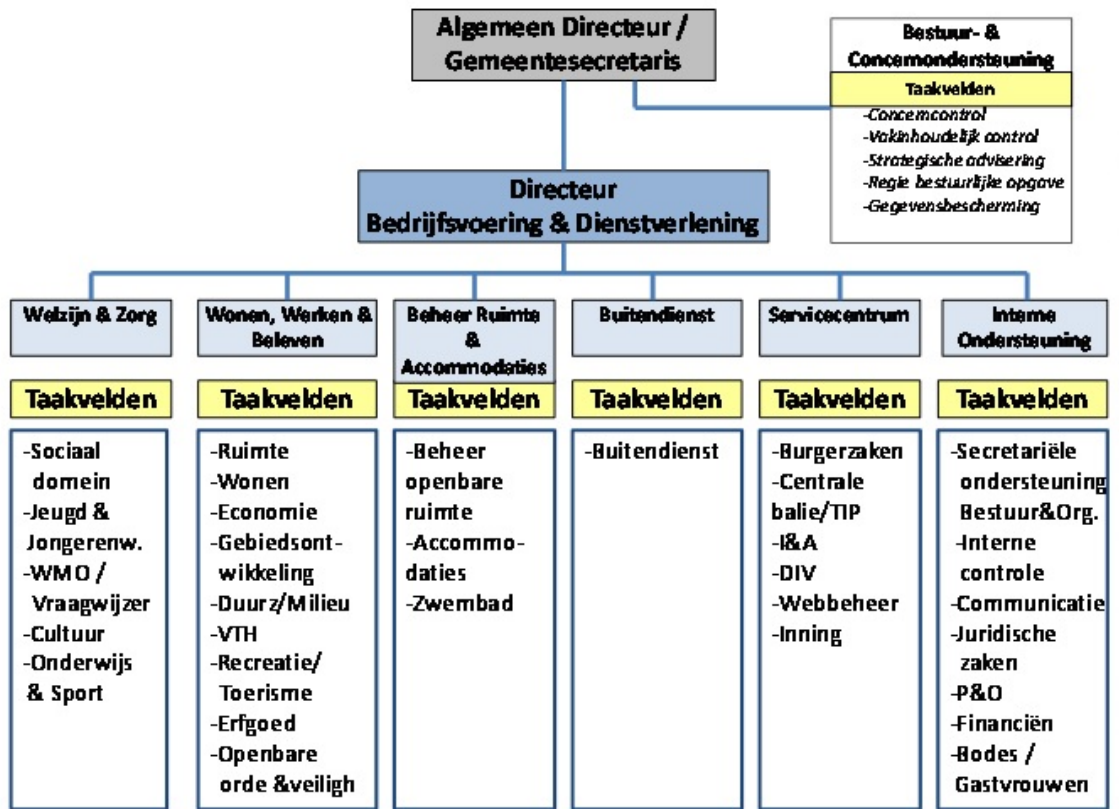 Algemeen Directeur /
Gemeentesecretaris
Bestuur- &
Concernondersteuning
Taakvelden
-Concerncontrol
-Vakinhoudelijk control
-Strategische advisering
-Regie bestuurlijke opgave
-Gegevensbescherming
Directeur
Bedrijfsvoering & Dienstverlening
Welzijn & Zorg
Taakvelden
-Sociaal
domein
-Jeugd &
Jongerenw.
-WMO /
Vraagwijzer
-Cultuur
-Onderwijs
& Sport
Wonen, Werken &
Beleven
Taakvelden
-Ruimte
-Wonen
-Economie
-Gebiedsont-
wikkeling
-Duurz/Milieu
-VTH
-Recreatie/
Toerisme
-Erfgoed
-Openbare
orde &veiligh
Beheer Ruimte
&
Accommodaties
Taakvelden
-Beheer
openbare
ruimte
-Accommo-
daties
-Zwembad
Buitendienst
Taakvelden
-Buitendienst
Servicecentrum
Taakvelden
-Burgerzaken
-Centrale
balie/TIP
-I&A
-DIV
-Webbeheer
-Inning
Interne
Ondersteuning
Taakvelden
-Secretariële
ondersteuning
Bestuur&Org.
-Interne
controle
-Communicatie
-Juridische
zaken
-P&O
-Financiën
-Bodes /
Gastvrouwen